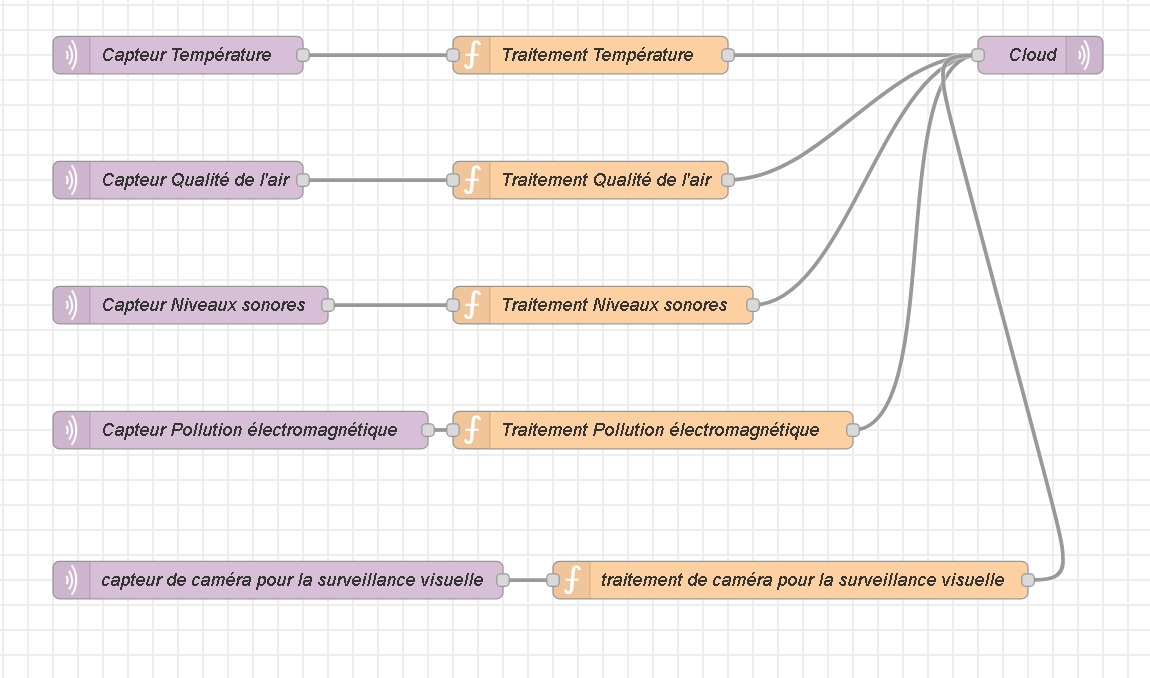 Capteur Température
Traitement Température
Cloud
Capteur Qualité de l'air
Traitement Qualité de l'air
Capteur Niveaux sonores
Traitement Niveaux sonores
Capteur Pollution électromagnétique
Traitement Pollution électromagnétique
capteur de caméra pour la surveillance visuelle
traitement de caméra pour la surveillance visuelle